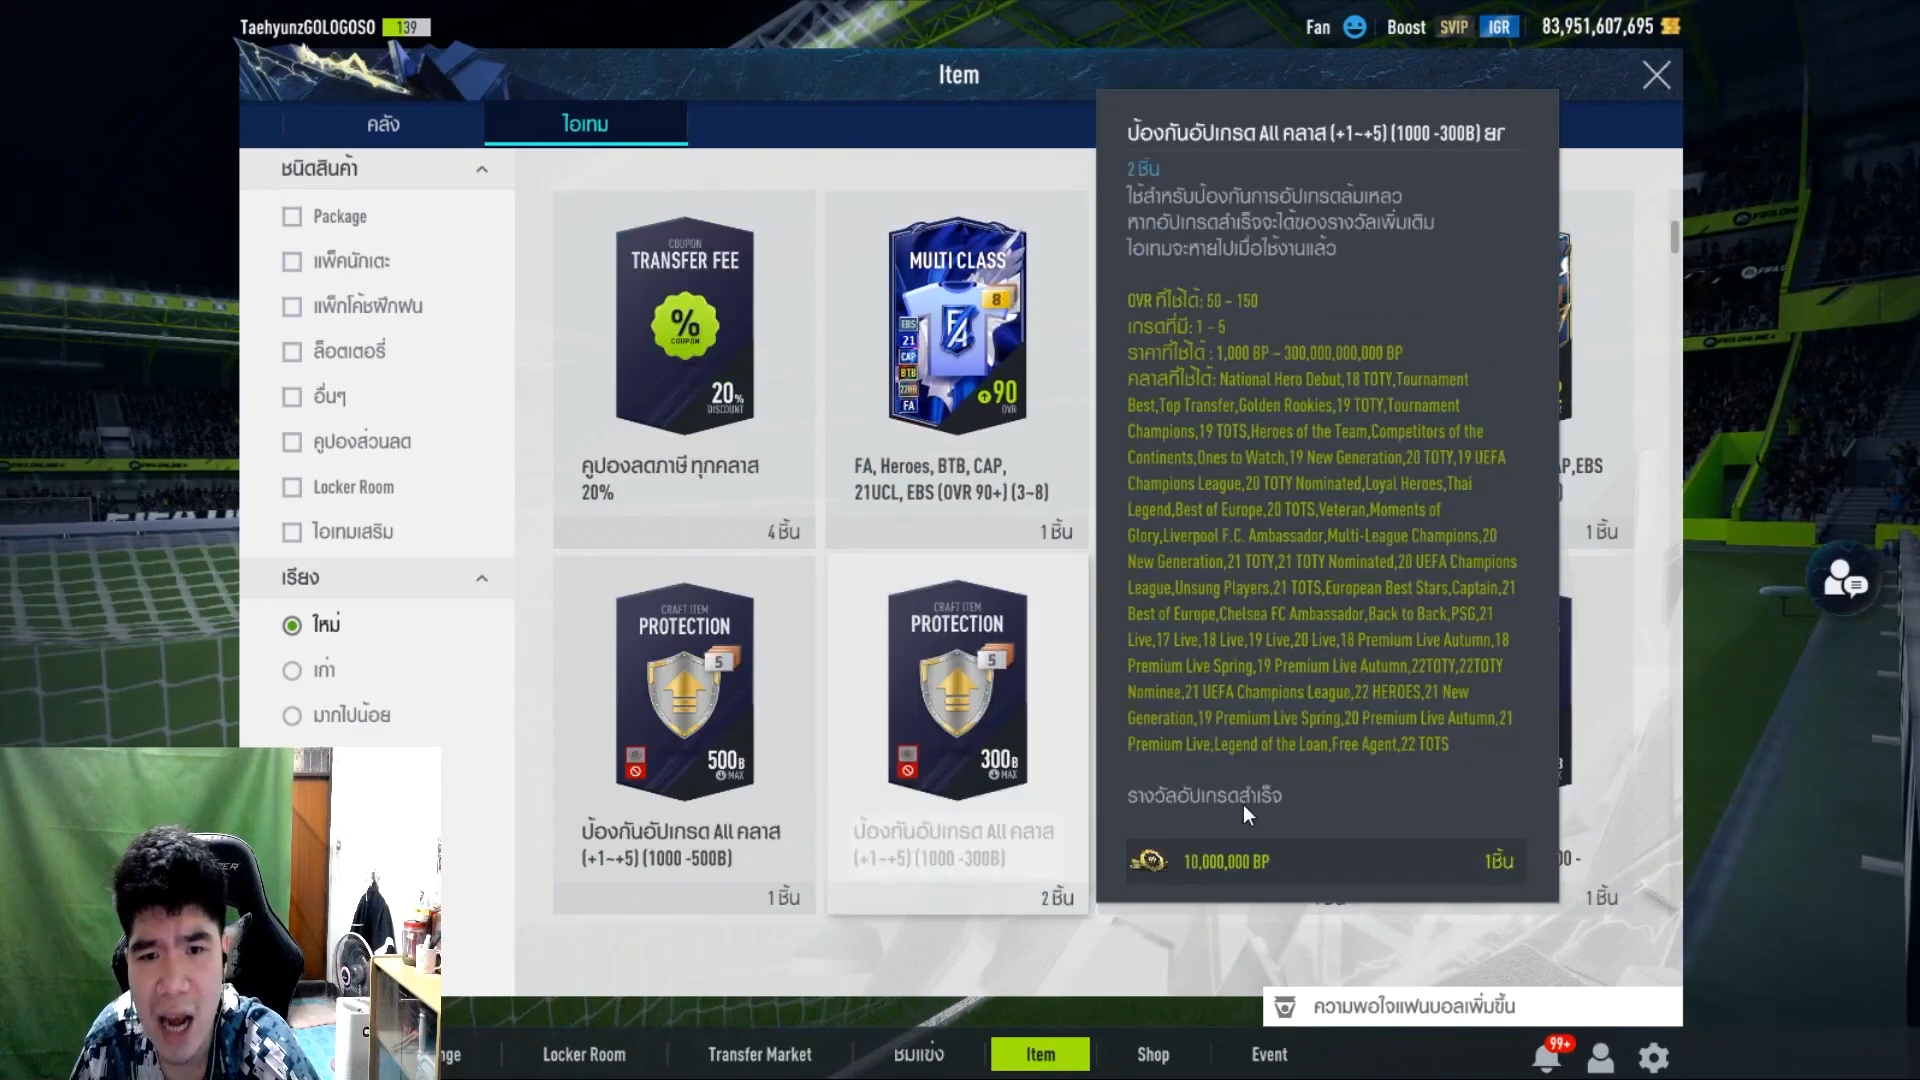 TaehyunzGOLOGOSO 139
Fan Boost SVIP IGR 83,951,607,695
Item
คลัง
ไอเทม
ชนิดสินค้า
Package
แพ็คนักเตะ
แพ็กโค้ชฝึกฝน
ล็อตเตอรี่
อื่นๆ
คูปองส่วนลด
Locker Room
ไอเทมเสริม
เรียง
ใหม่
เก่า
มากไปน้อย
COUPON
TRANSFER FEE
%
COUPON
20%
DISCOUNT
คูปองลดภาษี ทุกคลาส
20%
4 ชิ้น
MULTI CLASS
8
EBS
21
CAP
BTB
22HR
FA
90
OVR
FA, Heroes, BTB, CAP,
21UCL, EBS (OVR 90+) (3~8)
1 ชิ้น
CRAFT ITEM
PROTECTION
5
500B
MAX
ป้องกันอัปเกรด All คลาส
(+1~+5) (1000 -500B)
1 ชิ้น
CRAFT ITEM
PROTECTION
5
300B
MAX
ป้องกันอัปเกรด All คลาส
(+1~+5) (1000 -300B)
2 ชิ้น
ป้องกันอัปเกรด All คลาส (+1~+5) (1000 -300B) ยก
2 ชิ้น
ใช้สำหรับป้องกันการอัปเกรดล้มเหลว
หากอัปเกรดสำเร็จจะได้ของรางวัลเพิ่มเติม
ไอเทมจะหายไปเมื่อใช้งานแล้ว
OVR ที่ใช้ได้: 50 ~ 150
เกรดที่มี: 1 ~ 5
ราคาที่ใช้ได้ : 1,000 BP ~ 300,000,000,000 BP
คลาสที่ใช้ได้: National Hero Debut,18 TOTY,Tournament
Best,Top Transfer,Golden Rookies,19 TOTY,Tournament
Champions,19 TOTS,Heroes of the Team,Competitors of the
Continents,Ones to Watch,19 New Generation,20 TOTY,19 UEFA
Champions League,20 TOTY Nominated,Loyal Heroes,Thai
Legend,Best of Europe,20 TOTS,Veteran,Moments of
Glory,Liverpool F.C. Ambassador,Multi-League Champions,20
New Generation,21 TOTY,21 TOTY Nominated,20 UEFA Champions
League,Unsung Players,21 TOTS,European Best Stars,Captain,21
Best of Europe,Chelsea FC Ambassador,Back to Back,PSG,21
Live,17 Live,18 Live,19 Live,20 Live,18 Premium Live Autumn,18
Premium Live Spring,19 Premium Live Autumn,22TOTY,22TOTY
Nominee,21 UEFA Champions League,22 HEROES,21 New
Generation,19 Premium Live Spring,20 Premium Live Autumn,21
Premium Live,Legend of the Loan,Free Agent,22 TOTS
รางวัลอัปเกรดสำเร็จ
10,000,000 BP 1ชิ้น
P,EBS
1 ชิ้น
00 -
1 ชิ้น
ความพอใจแฟนบอลเพิ่มขึ้น
nge
Locker Room
Transfer Market
ชมแข่ง
Item
Shop
Event
99+